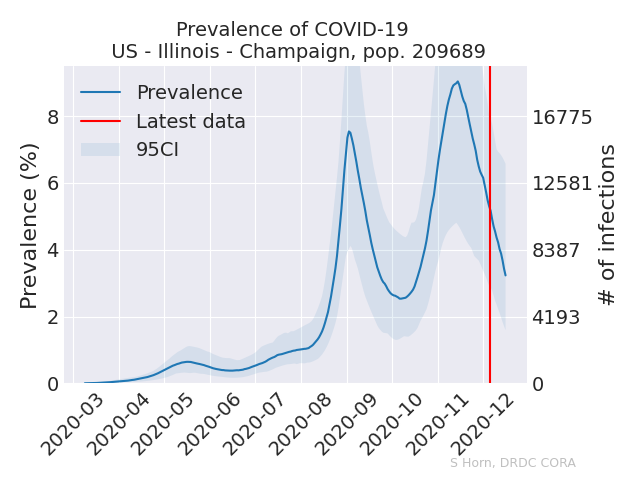 Prevalence of COVID-19
US - Illinois - Champaign, pop. 209689
Prevalence
Latest data
95CI
Prevalence (%)
8
6
4
2
0
16775
12581
8387
4193
0
# of infections
2020-03
2020-04
2020-05
2020-06
2020-07
2020-08
2020-09
2020-10
2020-11
2020-12
S Horn, DRDC CORA